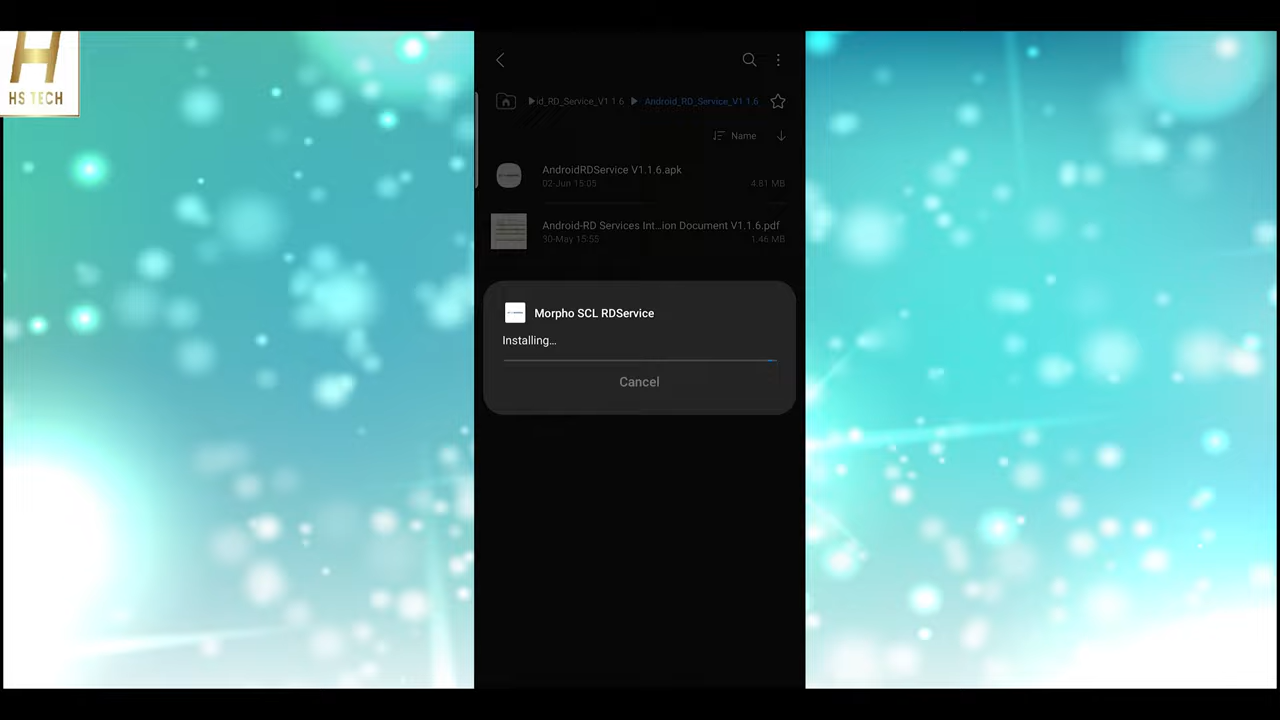 H
HS TECH
id_RD_Service_V1 1.6 Android_RD_Service_V1 1.6
Name
AndroidRDService V1.1.6.apk
02-Jun 15:05 4.81 MB
Android-RD Services Int...ion Document V1.1.6.pdf
30-May 15:55 1.46 MB
Morpho SCL RDService
Installing...
Cancel